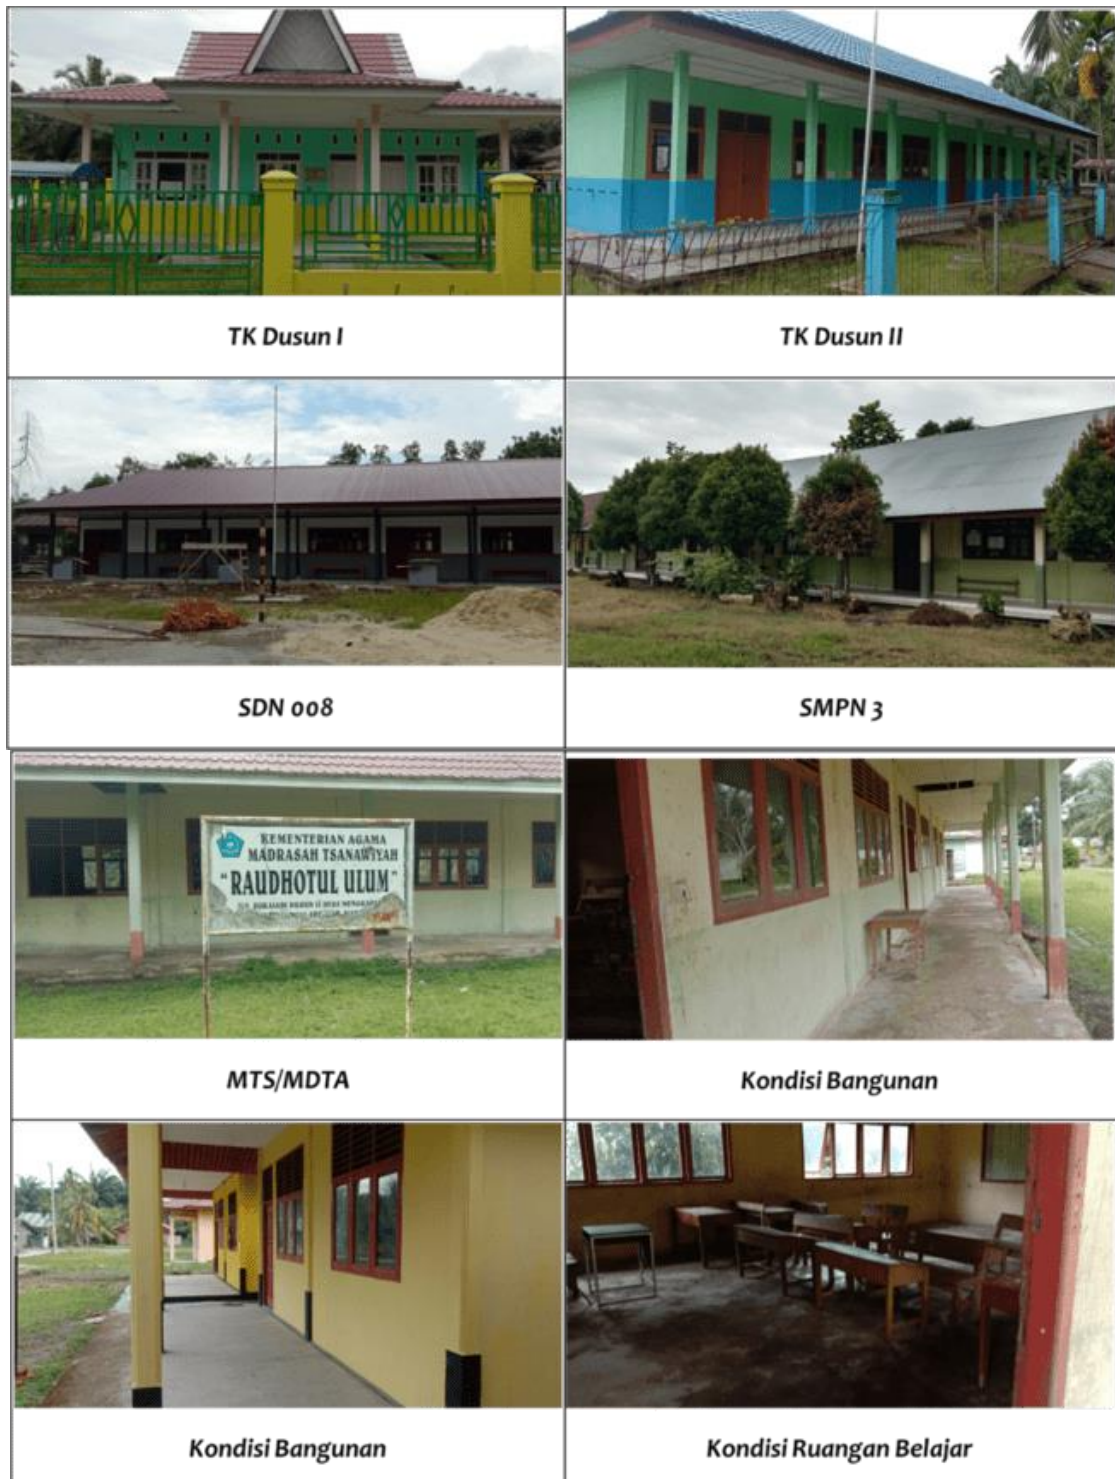 TK Dusun I
TK Dusun II
SDN 008
SMPN 3
KEMENTERIAN AGAMA
MADRASAH TSANAWIYAH
"RAUDHOTUL ULUM"
MTS/MDTA
Kondisi Bangunan
Kondisi Bangunan
Kondisi Ruangan Belajar